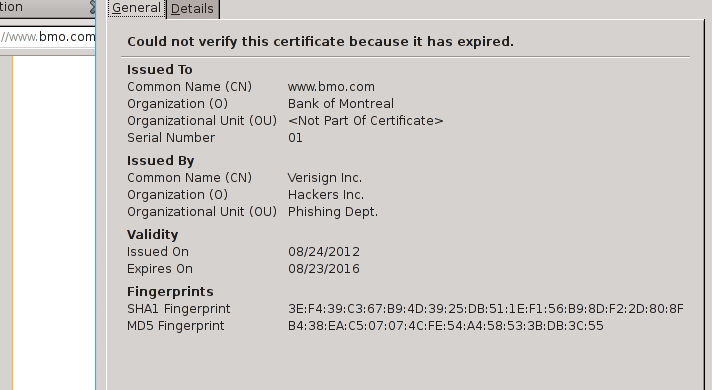 tion
General Details
//www.bmo.com
Could not verify this certificate because it has expired.
Issued To
Common Name (CN) www.bmo.com
Organization (O) Bank of Montreal
Organizational Unit (OU) <Not Part Of Certificate>
Serial Number 01
Issued By
Common Name (CN) Verisign Inc.
Organization (O) Hackers Inc.
Organizational Unit (OU) Phishing Dept.
Validity
Issued On 08/24/2012
Expires On 08/23/2016
Fingerprints
SHA1 Fingerprint 3E:F4:39:C3:67:B9:4D:39:25:DB:51:1E:F1:56:B9:8D:F2:2D:80:8F
MD5 Fingerprint B4:38:EA:C5:07:07:4C:FE:54:A4:58:53:3B:DB:3C:55